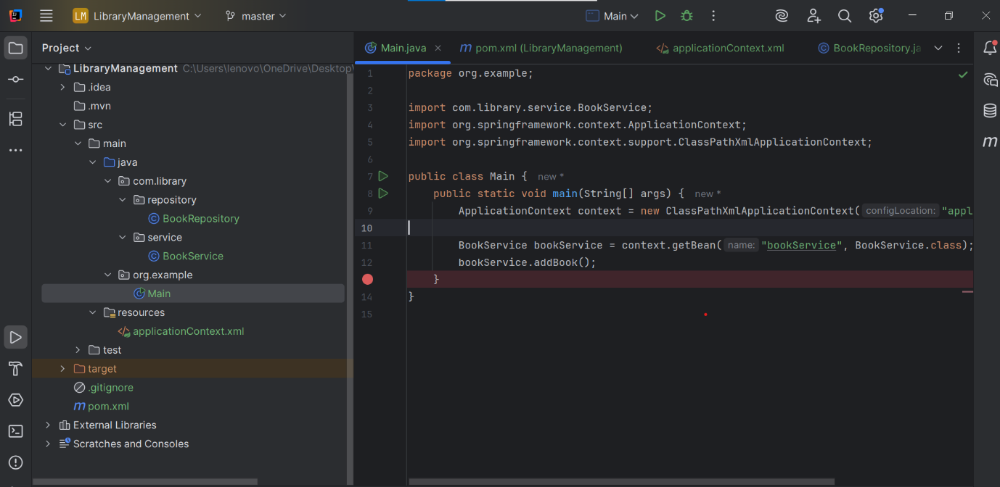 LM LibraryManagement master Main
Project
Main.java
pom.xml (LibraryManagement)
applicationContext.xml
BookRepository.ja
LibraryManagement C:\Users\lenovo\OneDrive\Desktop\
.idea
.mvn
src
main
java
com.library
repository
BookRepository
service
BookService
org.example
Main
resources
applicationContext.xml
test
target
.gitignore
m pom.xml
External Libraries
Scratches and Consoles
1 package org.example;
2
3 import com.library.service.BookService;
4 import org.springframework.context.ApplicationContext;
5 import org.springframework.context.support.ClassPathXmlApplicationContext;
6
7 public class Main { new *
8 public static void main(String[] args) { new *
9 ApplicationContext context = new ClassPathXmlApplicationContext( configLocation: "appl
10
11 BookService bookService = context.getBean( name: "bookService", BookService.class);
12 bookService.addBook();
}
14 }
15